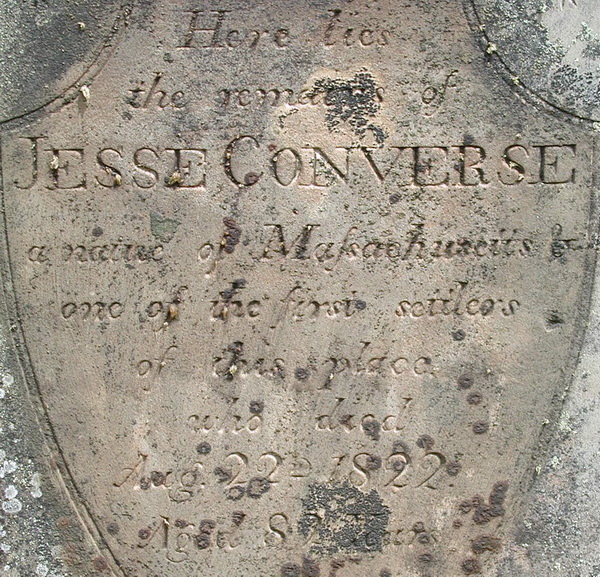 Here lies
the remains of
JESSE CONVERSE
a native of Maſsachusetts &
one of the first settlers
of this place
who died
Aug. 22ᴰ 1822.
Aged 82 Years